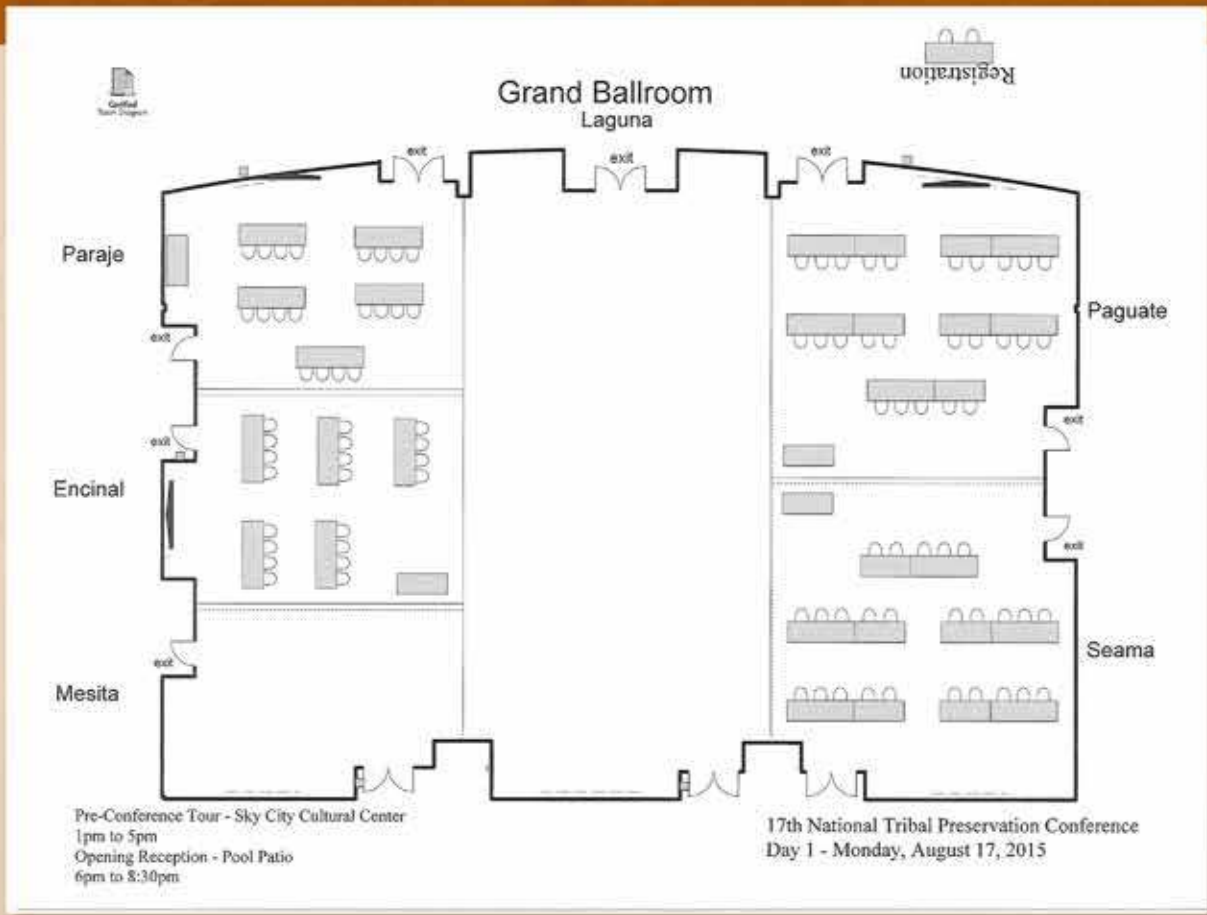 Registration
Grand Ballroom
Laguna
exit
exit
exit
Paraje
Paguate
exit
exit
exit
Encinal
exit
Seama
exit
Mesita
Pre-Conference Tour - Sky City Cultural Center
1pm to 5pm
Opening Reception - Pool Patio
6pm to 8:30pm
17th National Tribal Preservation Conference
Day 1 - Monday, August 17, 2015